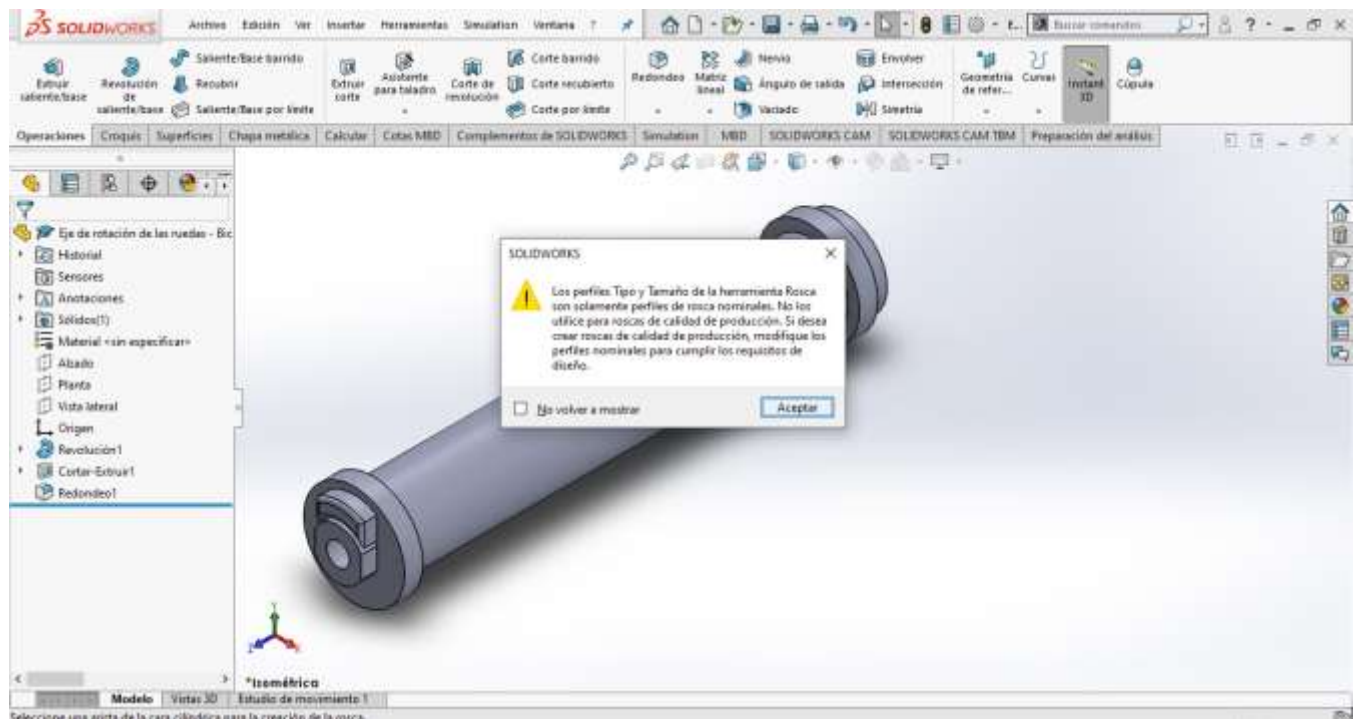 SOLIDWORKS
Archivo Edición Ver Insertar Herramientas Simulation Ventana ?
Buscar comandos
Extruir saliente/base
Revolución de saliente/base
Saliente/Base barrido
Recubrir
Saliente/Base por límite
Extruir corte
Asistente para taladro
Corte de revolución
Corte barrido
Corte recubierto
Corte por límite
Redondeo
Matriz lineal
Nervio
Ángulo de salida
Vaciado
Envolver
Intersección
Simetría
Geometría de refer...
Curvas
Instant 3D
Cúpula
Operaciones Croquis Superficies Chapa metálica Calcular Cotas MBD Complementos de SOLIDWORKS Simulation MBD SOLIDWORKS CAM SOLIDWORKS CAM TBM Preparación del análisis
Eje de rotación de las ruedas - Bic
Historial
Sensores
Anotaciones
Sólidos(1)
Material <sin especificar>
Alzado
Planta
Vista lateral
Origen
Revolución1
Cortar-Extruir1
Redondeo1
SOLIDWORKS
Los perfiles Tipo y Tamaño de la herramienta Rosca
son solamente perfiles de rosca nominales. No los
utilice para roscas de calidad de producción. Si desea
crear roscas de calidad de producción, modifique los
perfiles nominales para cumplir los requisitos de
diseño.
No volver a mostrar
Aceptar
*Isométrica
Modelo Vistas 3D Estudio de movimiento 1
Seleccione una arista de la cara cilíndrica para la creación de la rosca.